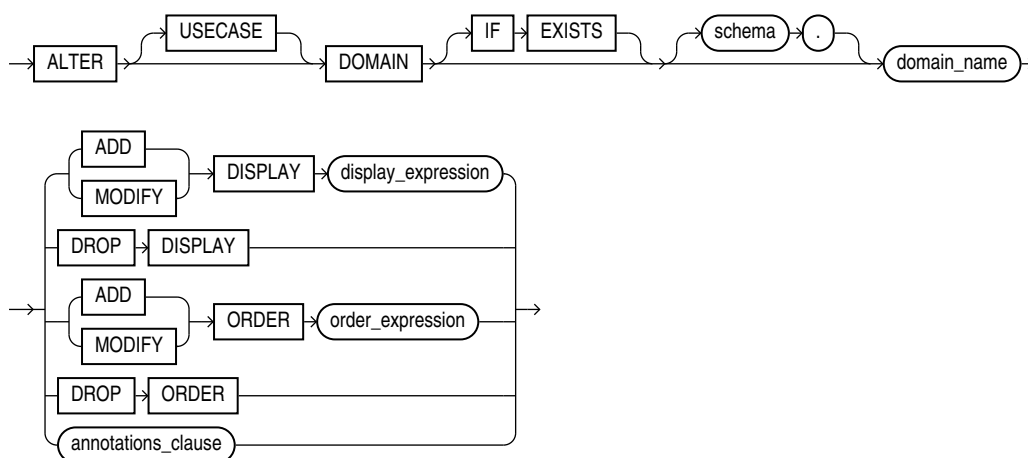 USECASE IF EXISTS schema .
ALTER DOMAIN domain_name
ADD
DISPLAY display_expression
MODIFY
DROP DISPLAY
ADD
ORDER order_expression
MODIFY
DROP ORDER
annotations_clause